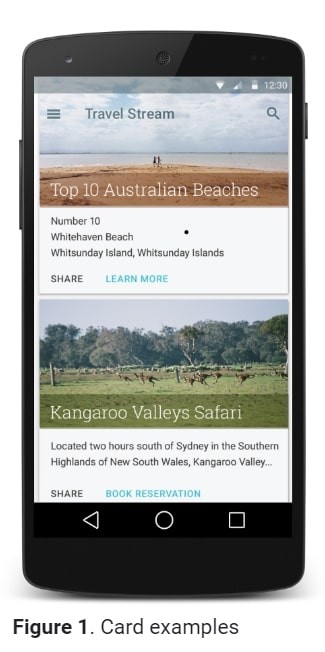 12:30
Travel Stream
Top 10 Australian Beaches
Number 10
Whitehaven Beach
Whitsunday Island, Whitsunday Islands
SHARE LEARN MORE
Kangaroo Valleys Safari
Located two hours south of Sydney in the Southern
Highlands of New South Wales, Kangaroo Valley...
SHARE BOOK RESERVATION
Figure 1. Card examples